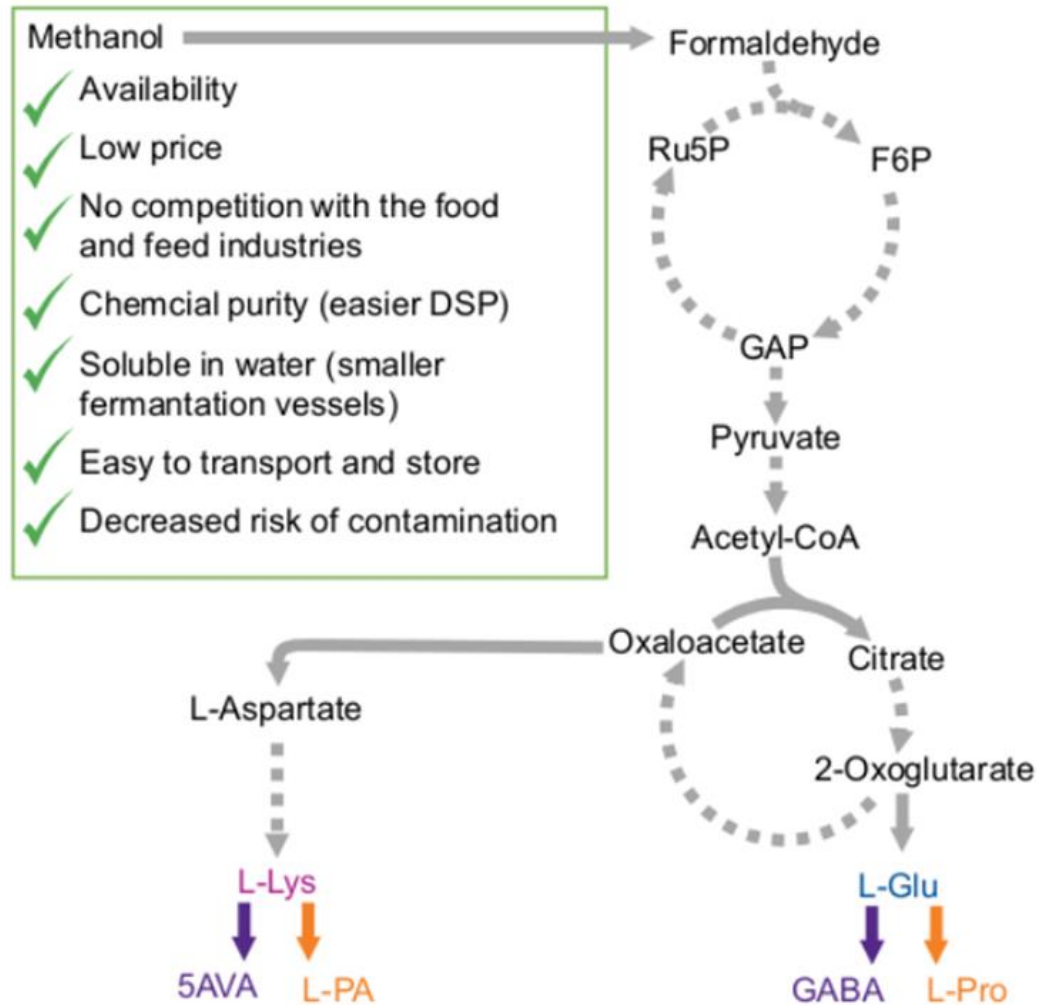 Methanol
Availability
Low price
No competition with the food
and feed industries
Chemcial purity (easier DSP)
Soluble in water (smaller
fermantation vessels)
Easy to transport and store
Decreased risk of contamination
Formaldehyde
Ru5P
F6P
GAP
Pyruvate
Acetyl-CoA
Oxaloacetate
Citrate
L-Aspartate
2-Oxoglutarate
L-Lys
L-Glu
5AVA
L-PA
GABA
L-Pro